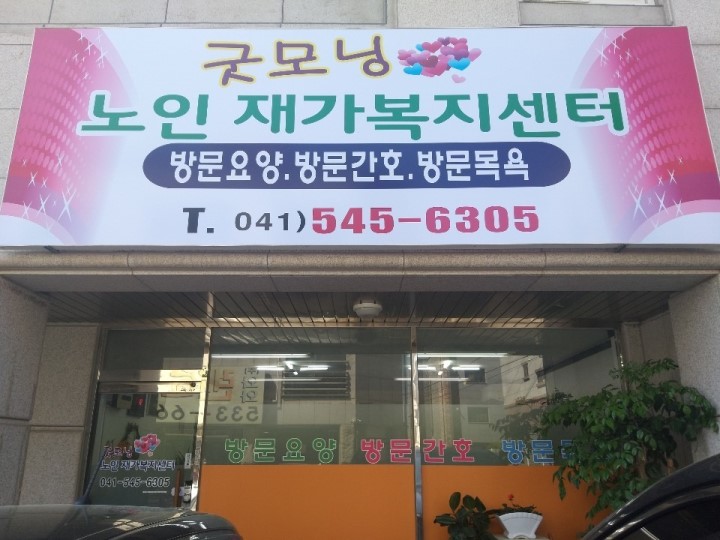 굿모닝
노인 재가복지센터
방문요양.방문간호.방문목욕
T. 041)545-6305
방문요양 방문간호 방문
굿모닝
노인 재가복지센터
041-545-6305